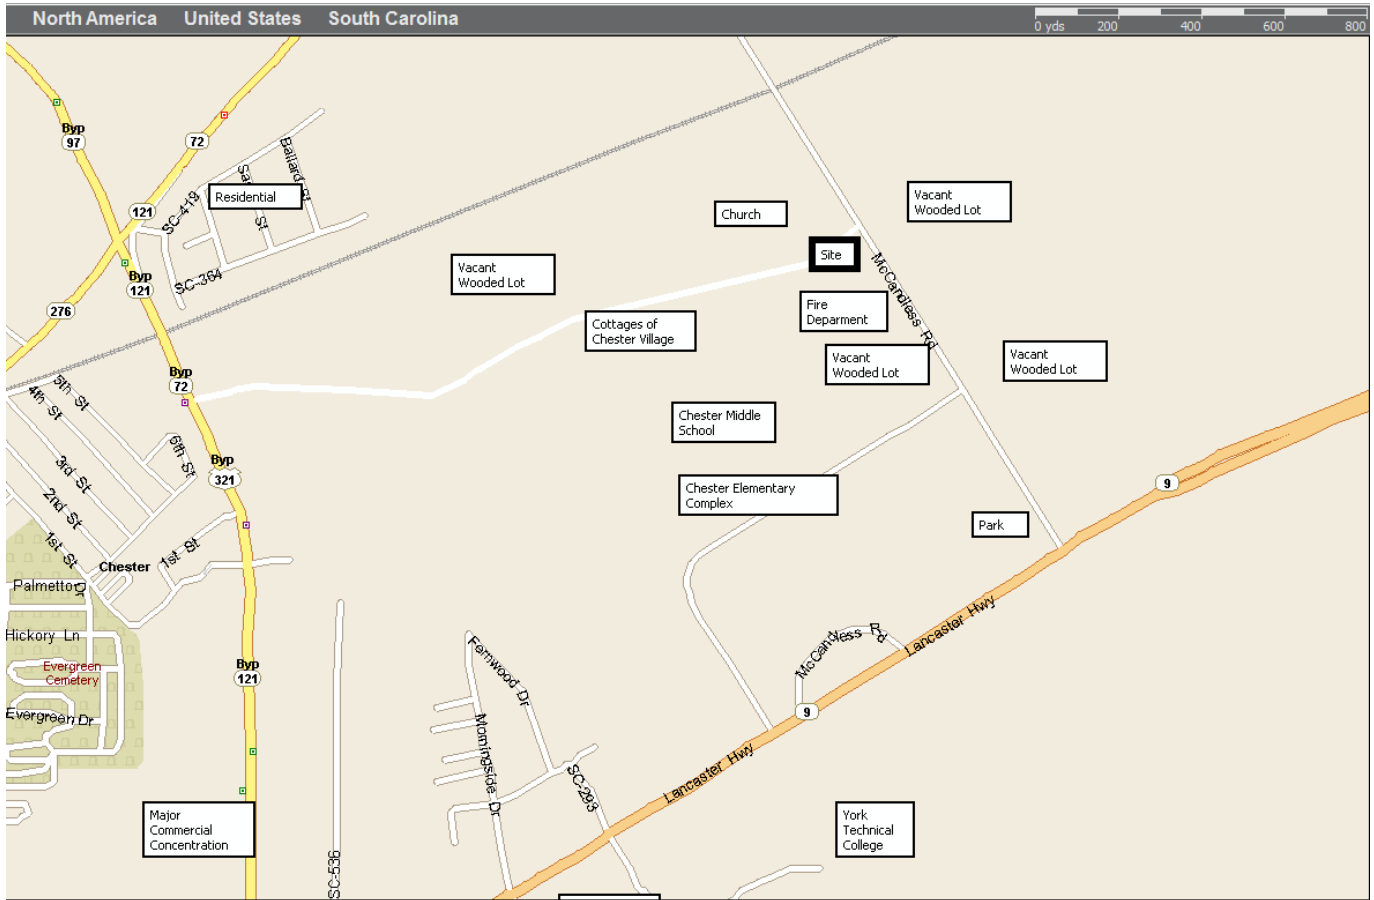 North America United States South Carolina
0 yds 200 400 600 800
Byp
97
72
Ballard St
121
SC-419
Residential
St
SC-364
Byp
121
276
Church
Vacant
Wooded Lot
Site
McCandless Rd
Vacant
Wooded Lot
Fire
Deparment
Cottages of
Chester Village
Vacant
Wooded Lot
Vacant
Wooded Lot
Byp
72
5th St
4th St
6th St
3rd St
2nd St
1st St
1st St
Byp
321
Chester Middle
School
Chester Elementary
Complex
9
Park
Chester
Palmetto Dr
Hickory Ln
Evergreen
Cemetery
Evergreen Dr
Byp
121
Fernwood Dr
Morningside Dr
SC-293
McCandless Rd
Lancaster Hwy
9
Lancaster Hwy
Major
Commercial
Concentration
SC-536
York
Technical
College